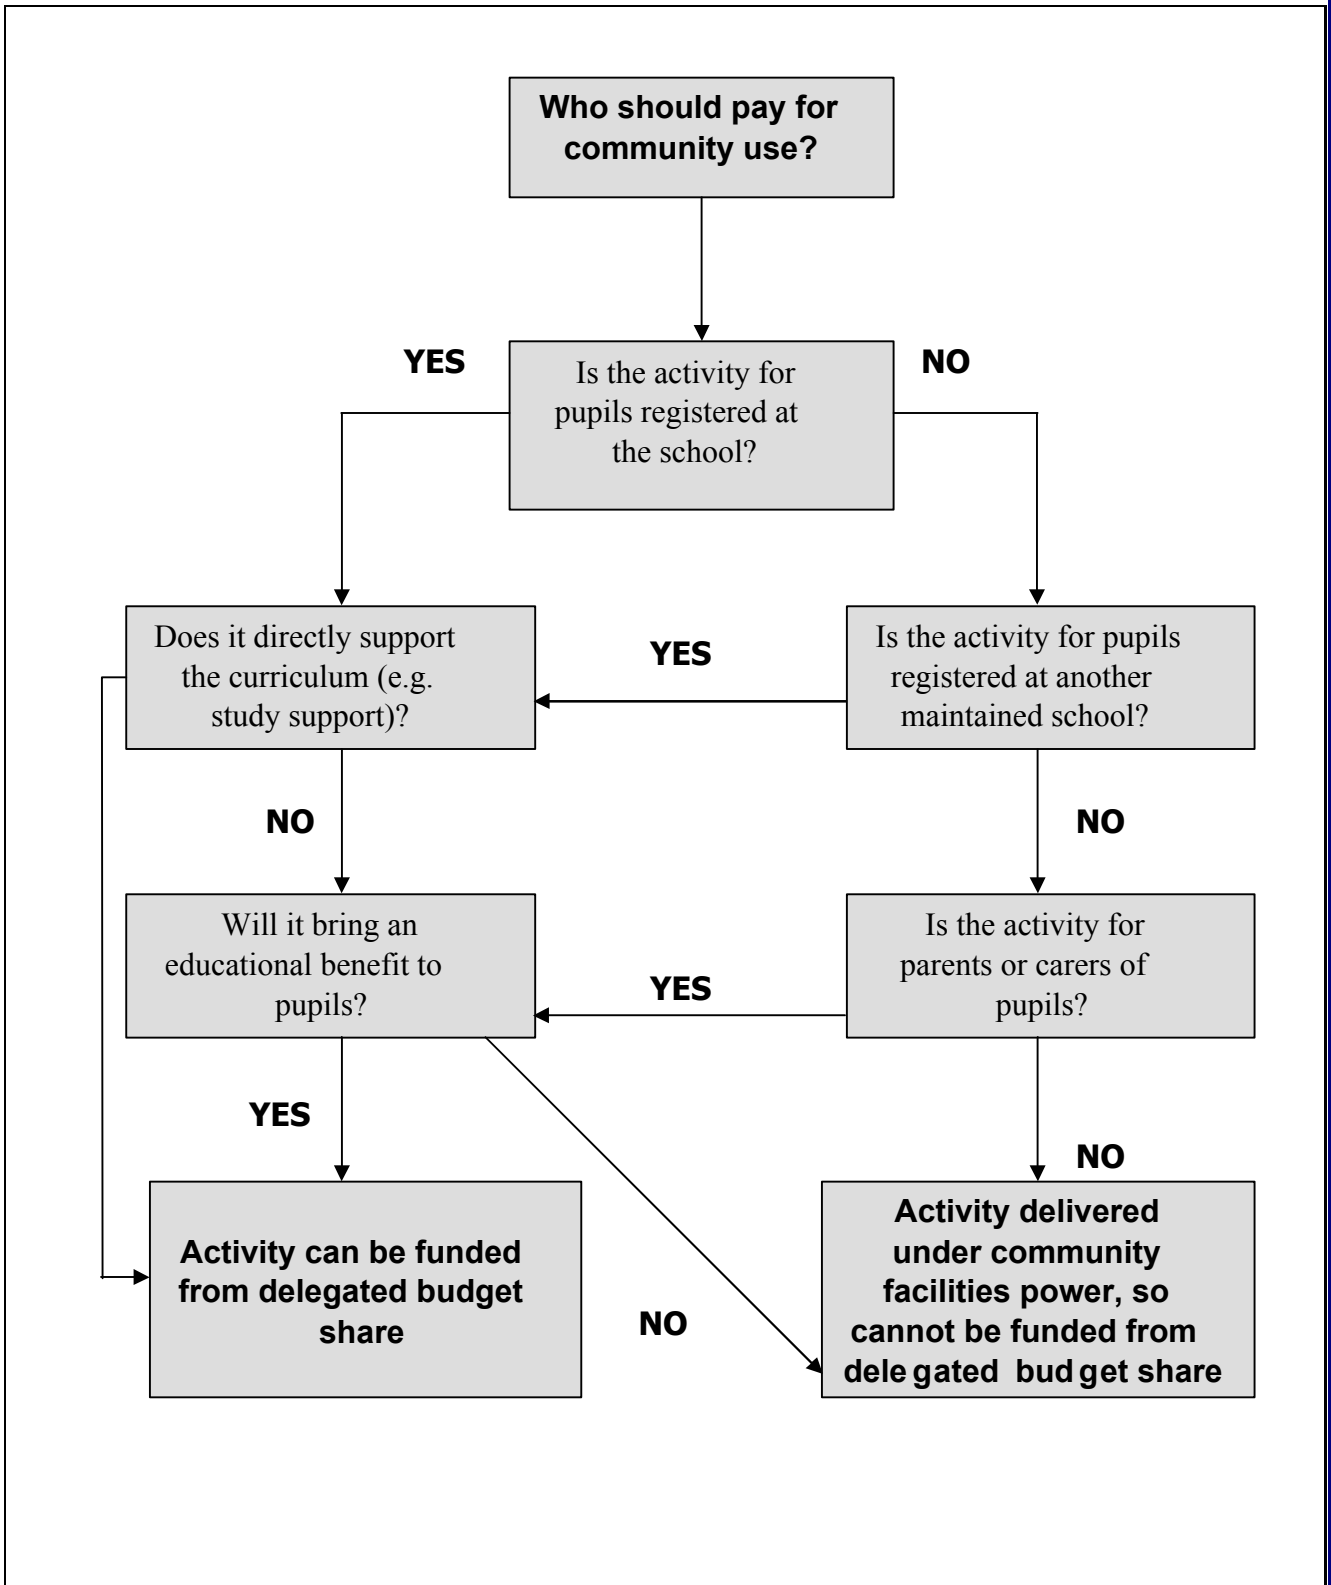 Who should pay for
community use?
YES
NO
Is the activity for
pupils registered at
the school?
Does it directly support
the curriculum (e.g.
study support)?
YES
Is the activity for pupils
registered at another
maintained school?
NO
NO
Will it bring an
educational benefit to
pupils?
YES
Is the activity for
parents or carers of
pupils?
YES
NO
Activity can be funded
from delegated budget
share
NO
Activity delivered
under community
facilities power, so
cannot be funded from
dele gated bud get share